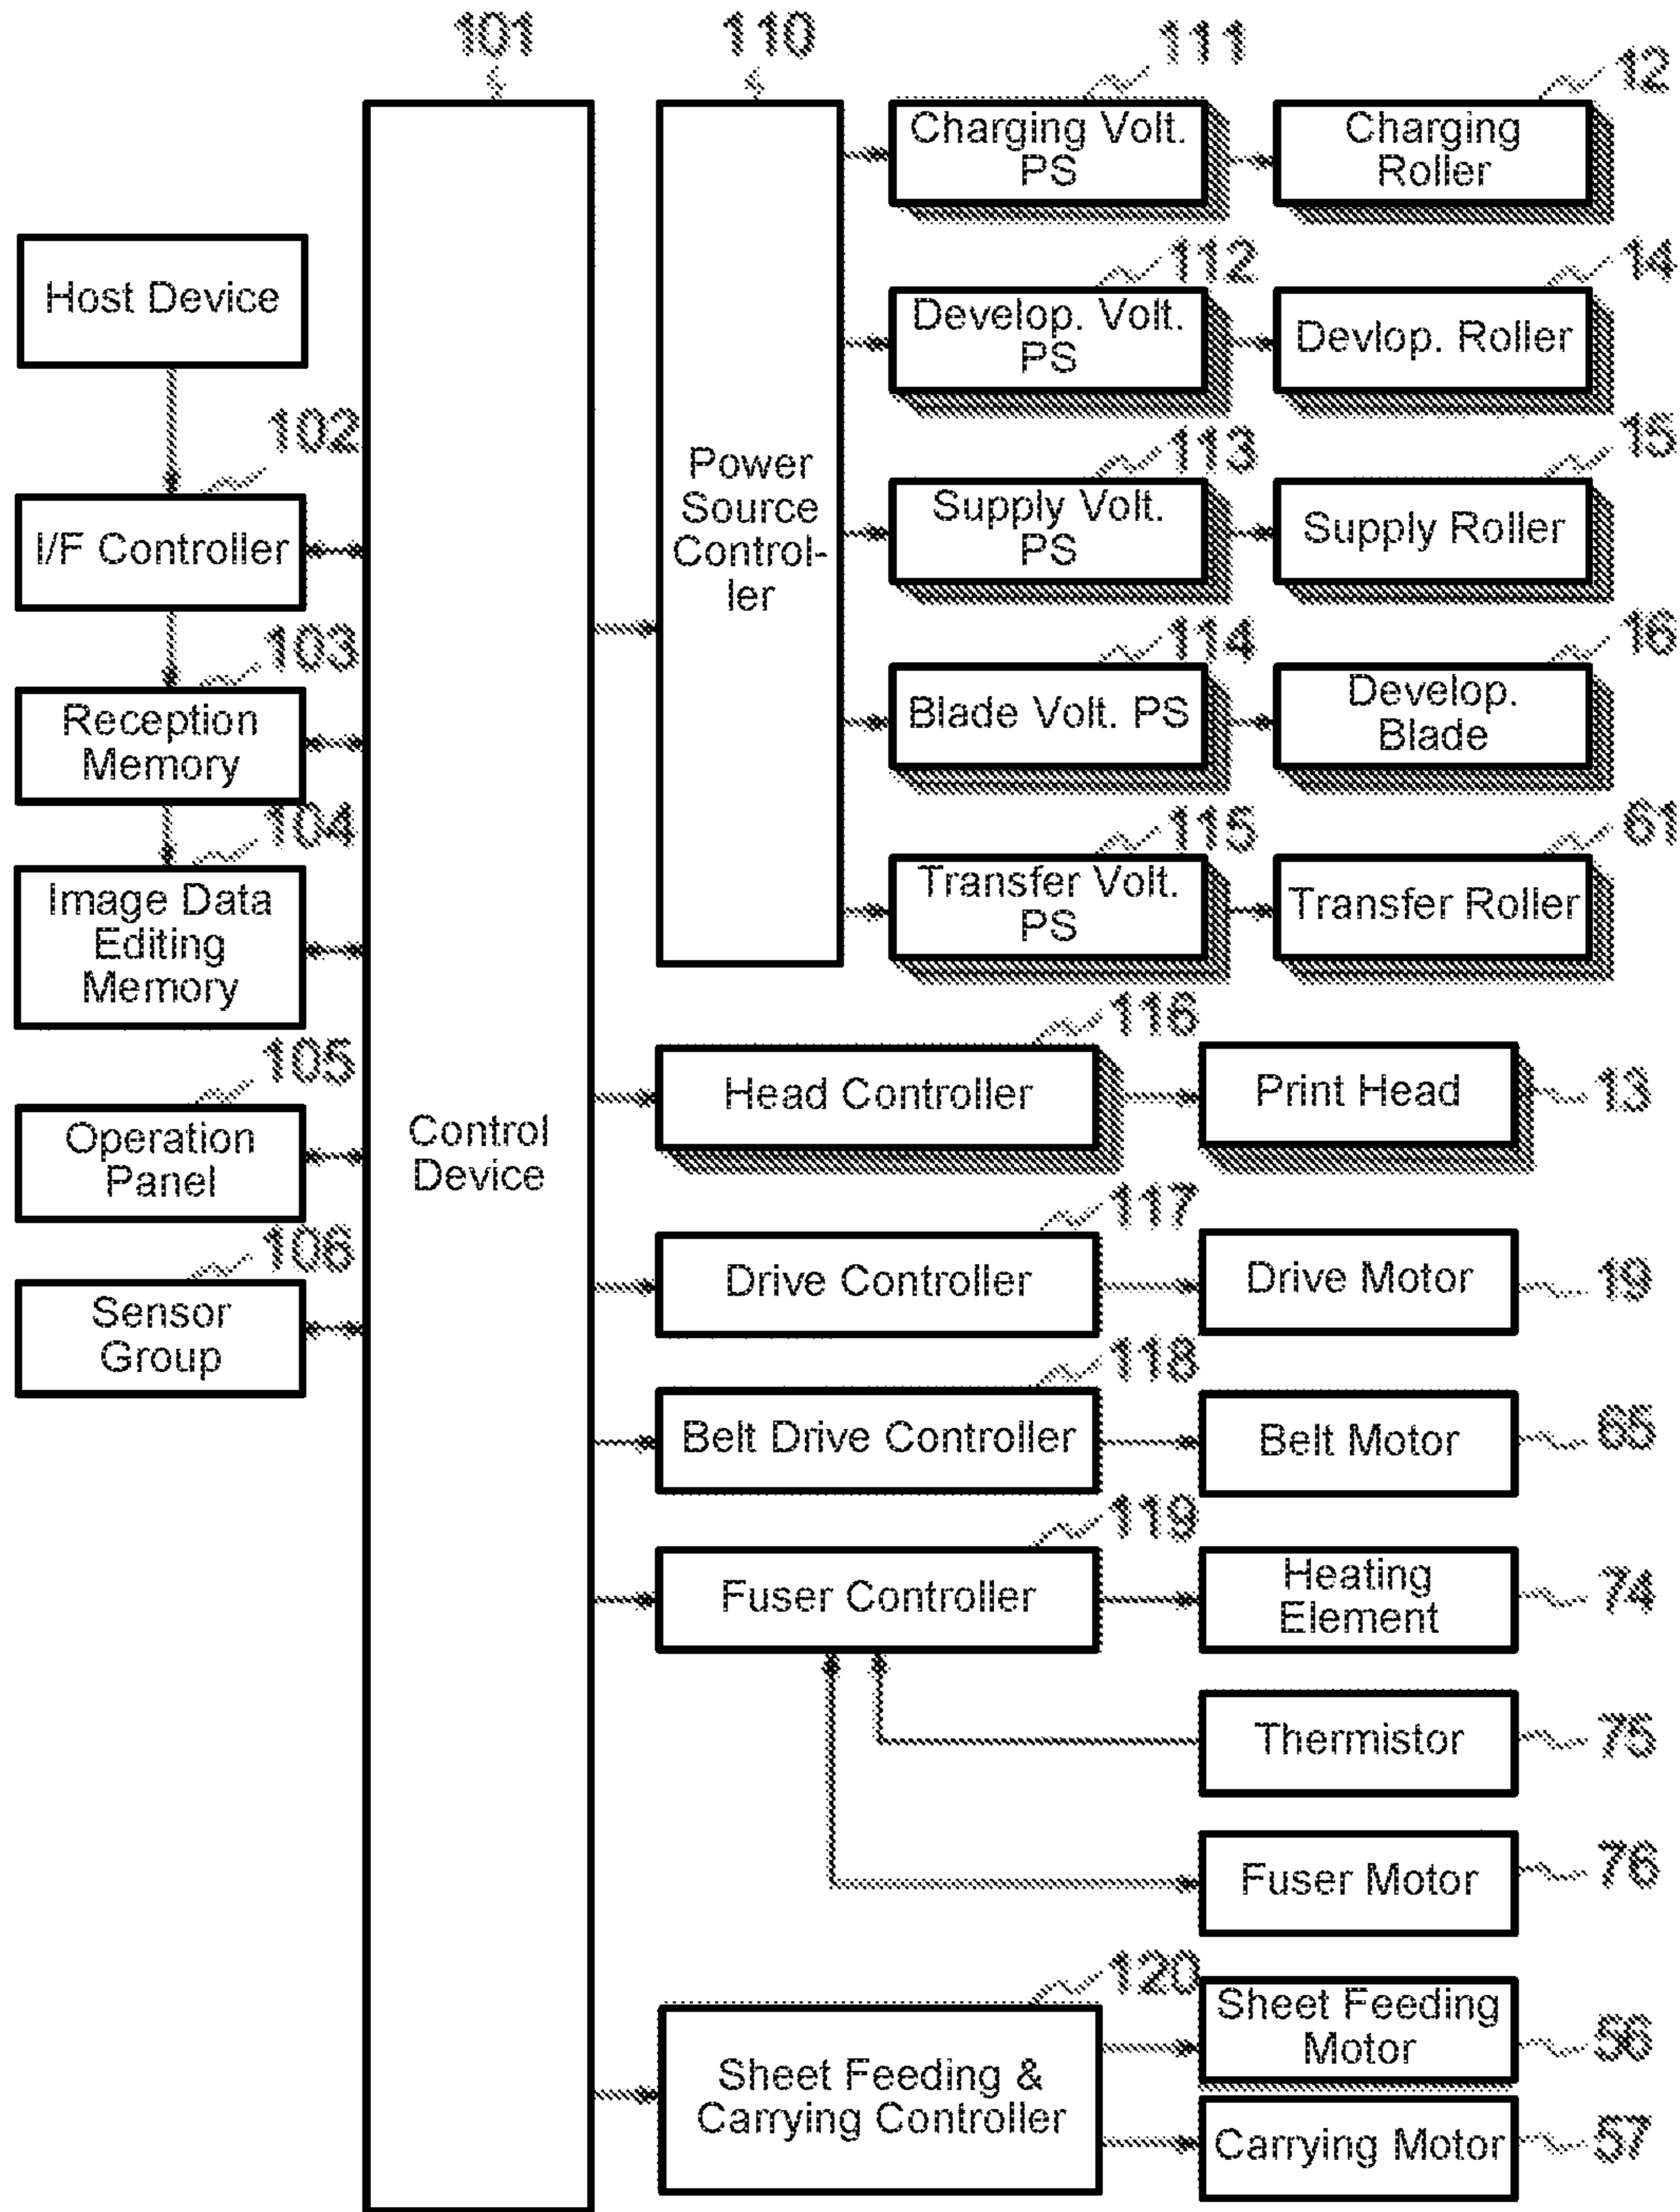 101
110
111
12
Charging Volt.
PS
Charging
Roller
Host Device
112
14
Develop. Volt.
PS
Devlop. Roller
102
I/F Controller
113
15
Power
Source
Control-
ler
Supply Volt.
PS
Supply Roller
103
Reception
Memory
114
16
Blade Volt. PS
Develop.
Blade
104
Image Data
Editing
Memory
115
61
Transfer Volt.
PS
Transfer Roller
105
Operation
Panel
Control
Device
116
Head Controller
Print Head
13
106
Sensor
Group
117
Drive Controller
Drive Motor
19
118
Belt Drive Controller
Belt Motor
65
119
Fuser Controller
Heating
Element
74
Thermistor
75
Fuser Motor
76
120
Sheet Feeding &
Carrying Controller
Sheet Feeding
Motor
56
Carrying Motor
57